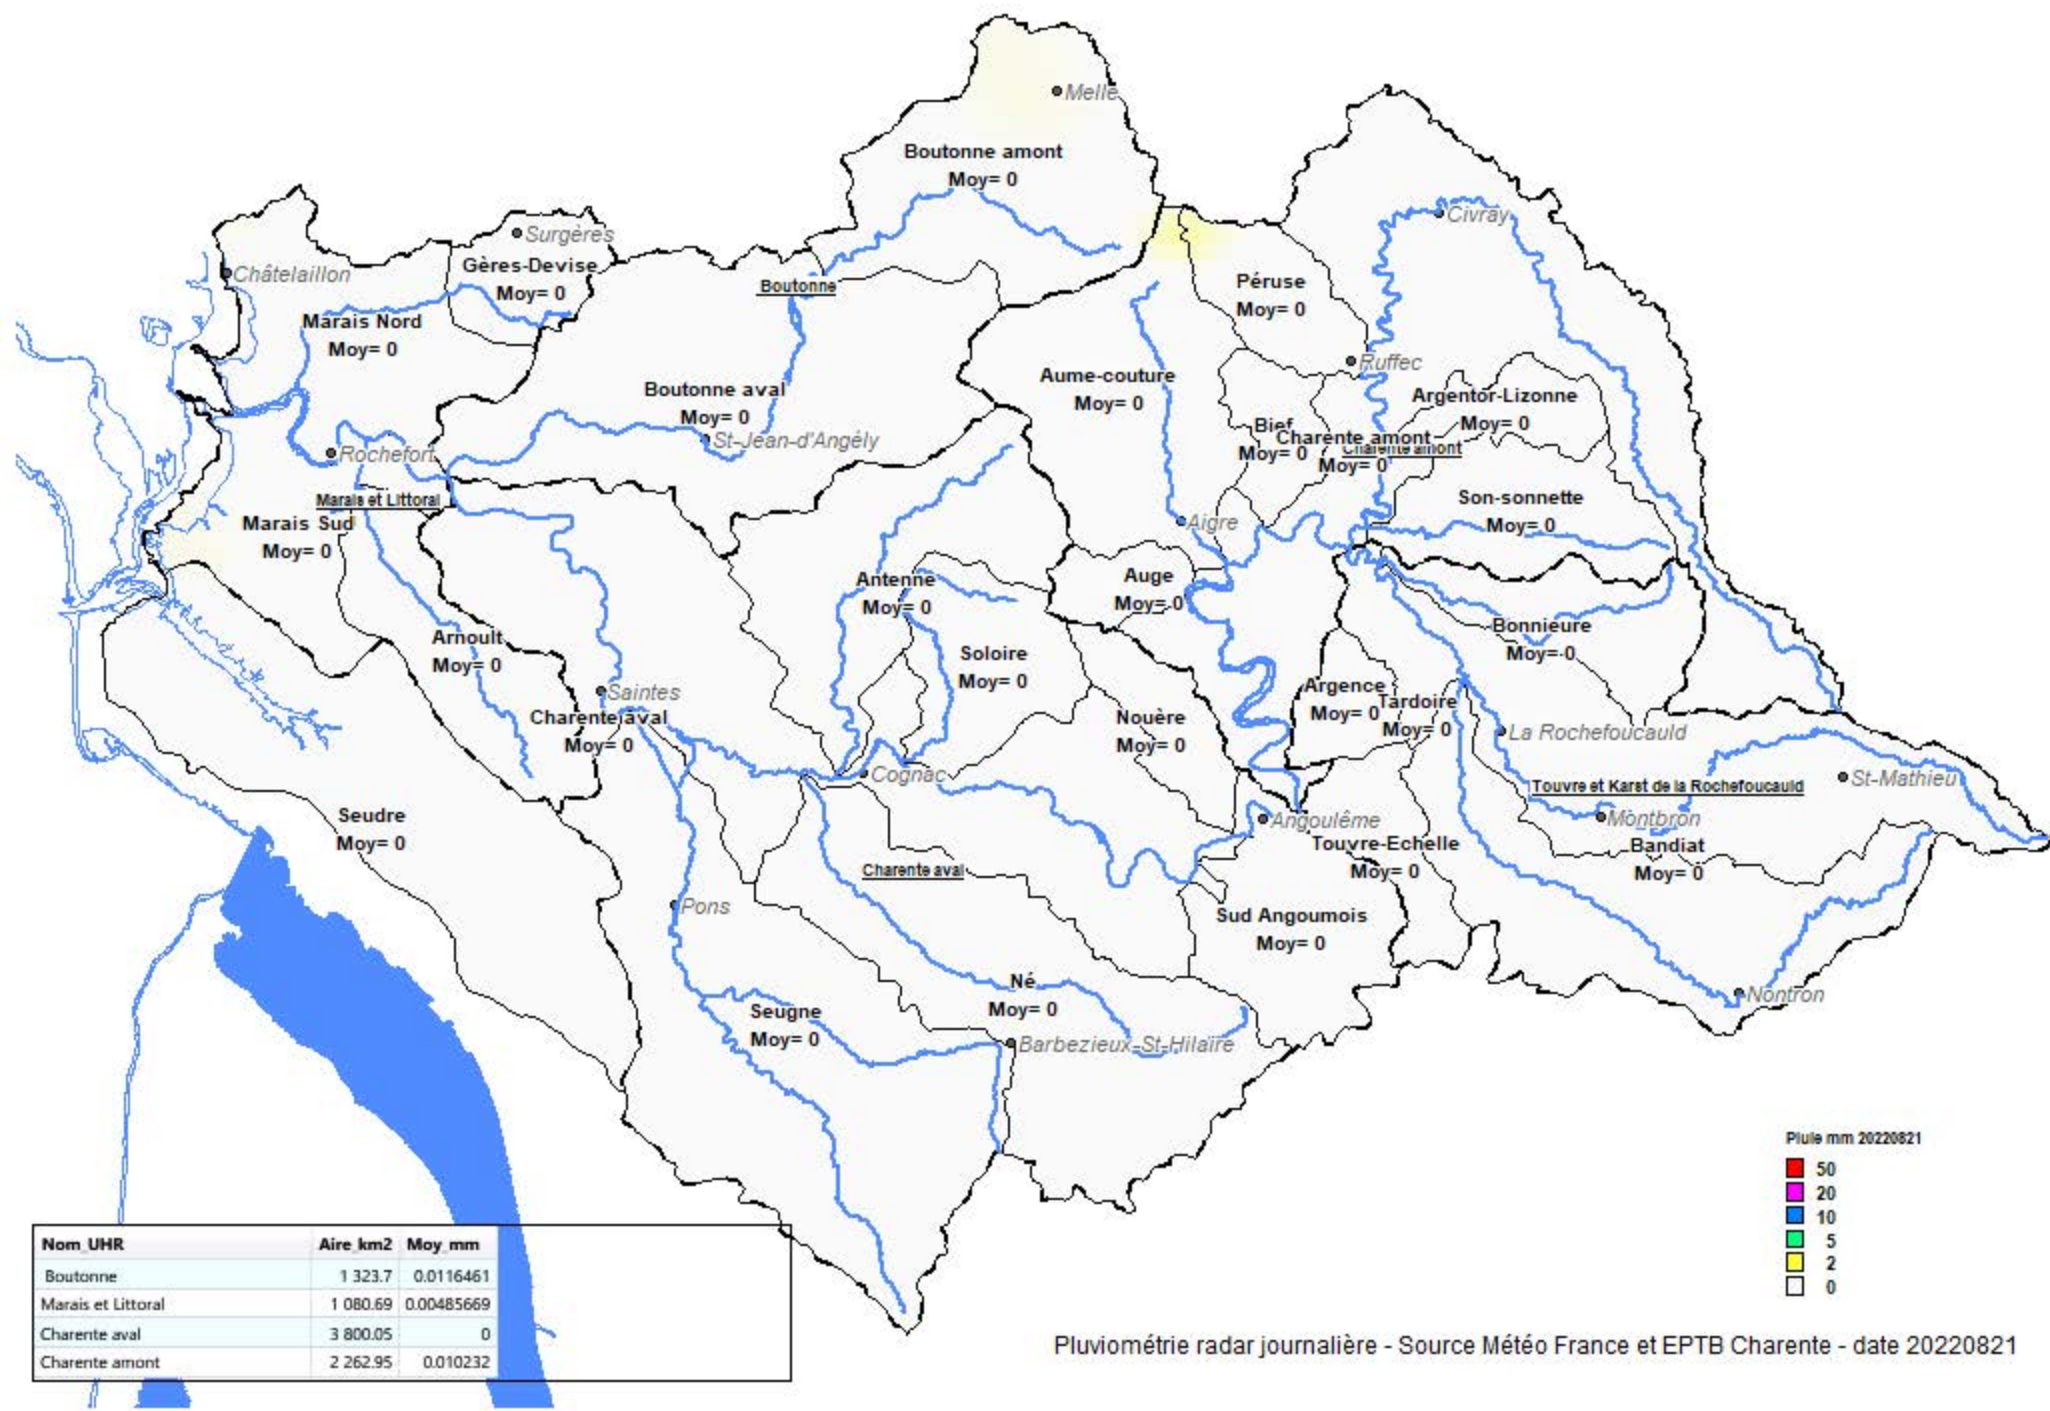 Melle
Boutonne amont
Moy= 0
Civray
Surgères
Châtelaillon
Gères-Devise
Moy= 0
Boutonne
Péruse
Moy= 0
Marais Nord
Moy= 0
Ruffec
Aume-couture
Moy= 0
Boutonne aval
Moy= 0
Argentor-Lizonne
Moy= 0
St-Jean-d'Angély
Bief
Moy= 0
Charente amont
Moy= 0
Charente amont
Rochefort
Marais et Littoral
Son-sonnette
Moy= 0
Marais Sud
Moy= 0
Aigre
Antenne
Moy= 0
Auge
Moy= 0
Arnoult
Moy= 0
Bonnieure
Moy= 0
Soloire
Moy= 0
Saintes
Argence
Moy= 0
Tardoire
Moy= 0
Charente aval
Moy= 0
Nouère
Moy= 0
La Rochefoucauld
Cognac
St-Mathieu
Touvre et Karst de la Rochefoucauld
Seudre
Moy= 0
Angoulême
Montbron
Touvre-Echelle
Moy= 0
Bandiat
Moy= 0
Charente aval
Pons
Sud Angoumois
Moy= 0
Né
Moy= 0
Nontron
Seugne
Moy= 0
Barbezieux-St-Hilaire
Pluie mm 20220821
50
20
10
5
2
0
Nom_UHR Aire_km2 Moy_mm
Boutonne 1 323.7 0.0116461
Marais et Littoral 1 080.69 0.00485669
Charente aval 3 800.05 0
Charente amont 2 262.95 0.010232
Pluviométrie radar journalière - Source Météo France et EPTB Charente - date 20220821